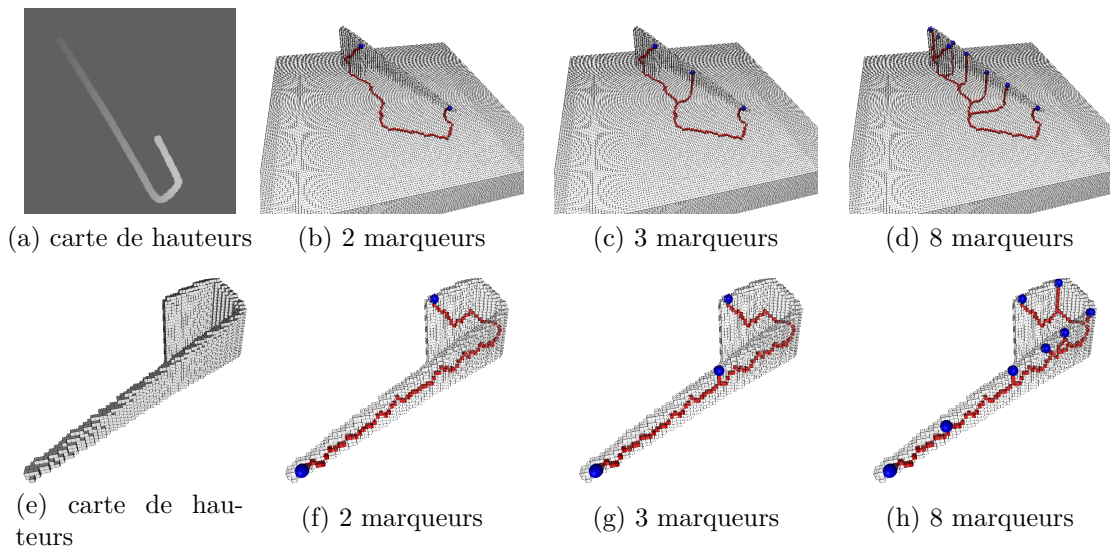 (a) carte de hauteurs
(b) 2 marqueurs
(c) 3 marqueurs
(d) 8 marqueurs
(e) carte de hau-
teurs
(f) 2 marqueurs
(g) 3 marqueurs
(h) 8 marqueurs